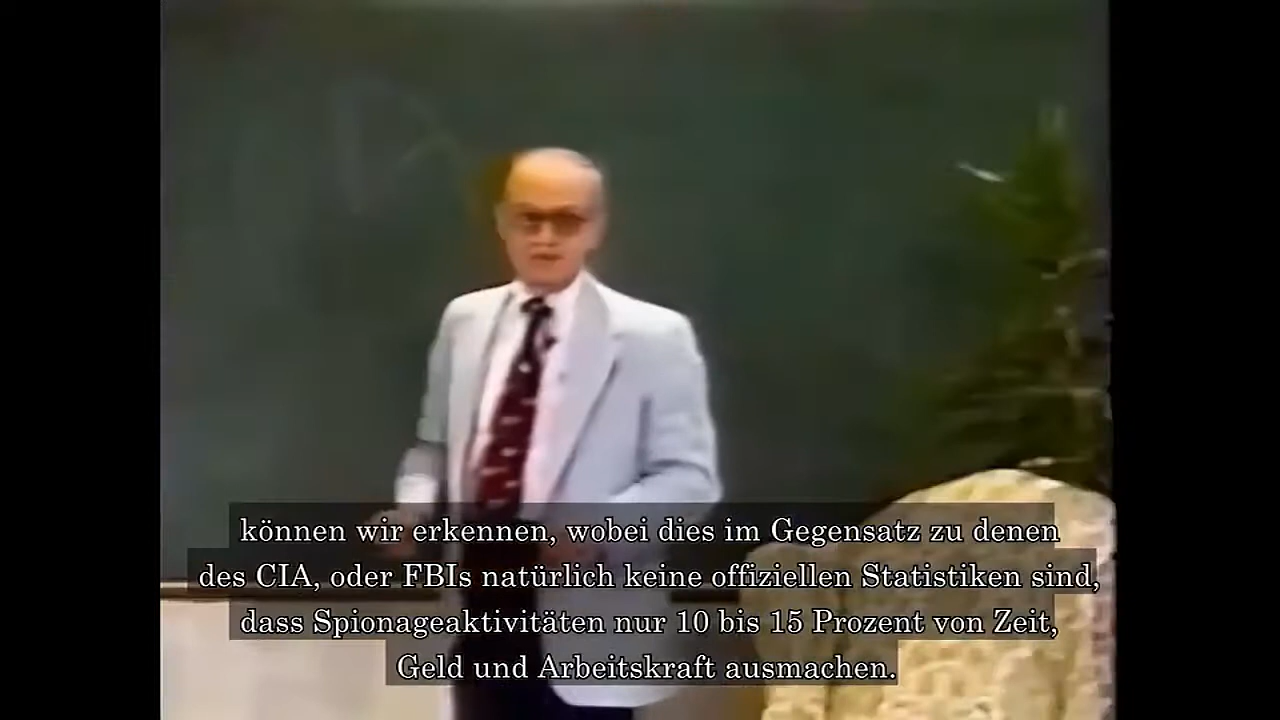 können wir erkennen, wobei dies im Gegensatz zu denen
des CIA, oder FBIs natürlich keine offiziellen Statistiken sind,
dass Spionageaktivitäten nur 10 bis 15 Prozent von Zeit,
Geld und Arbeitskraft ausmachen.